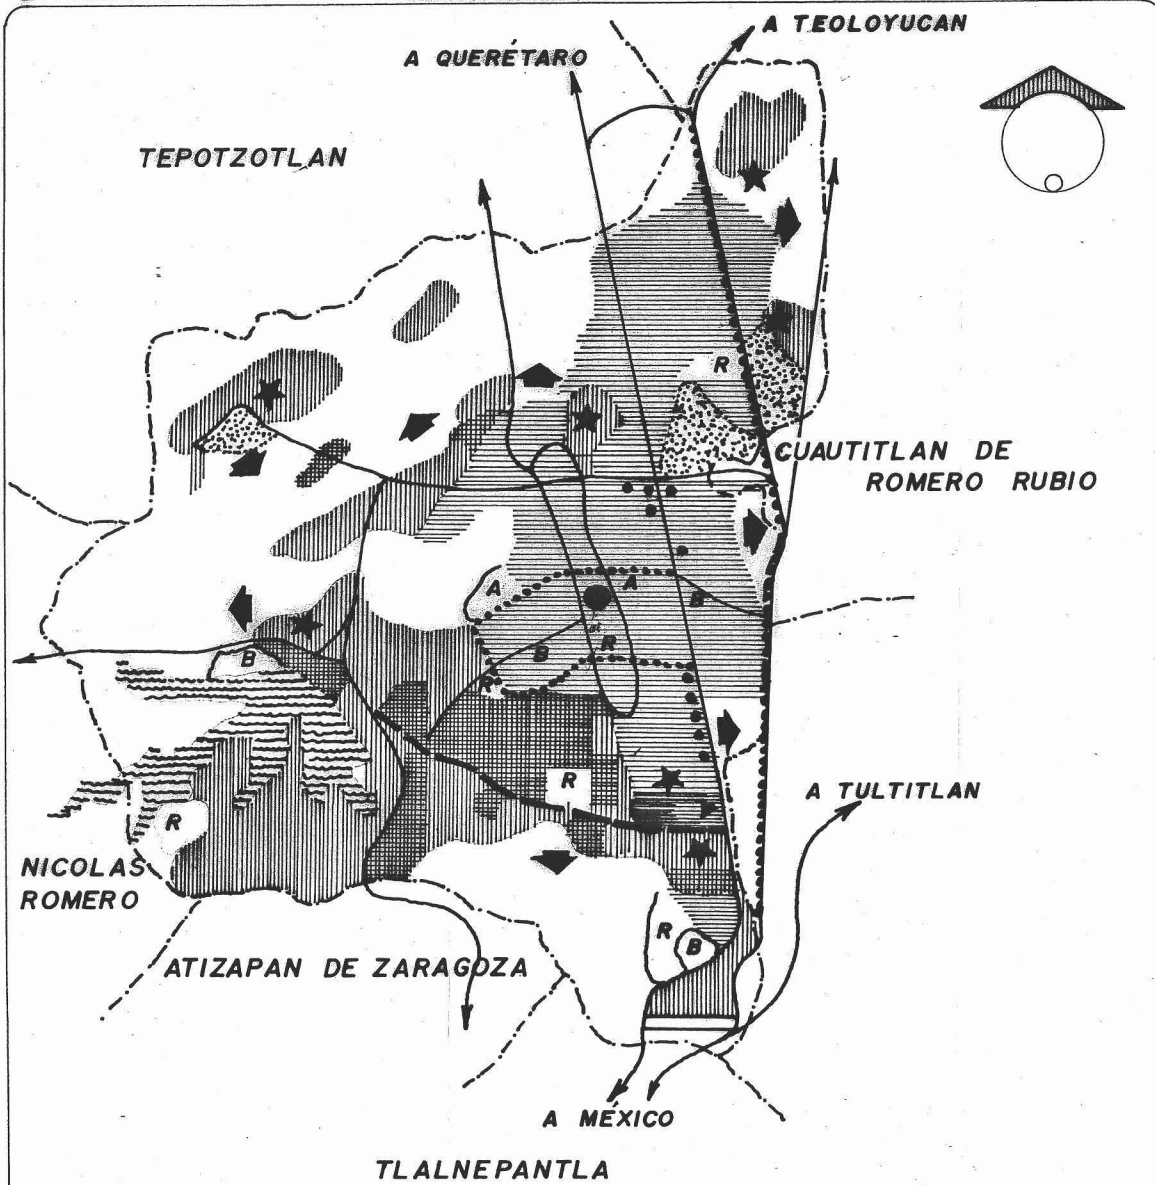 A TEOLOYUCAN
A QUERÉTARO
TEPOTZOTLAN
R
CUAUTITLAN DE
ROMERO RUBIO
A
A
B
R
B
R
B
R
A TULTITLAN
R
NICOLAS
ROMERO
R
B
ATIZAPAN DE ZARAGOZA
A MÉXICO
TLALNEPANTLA